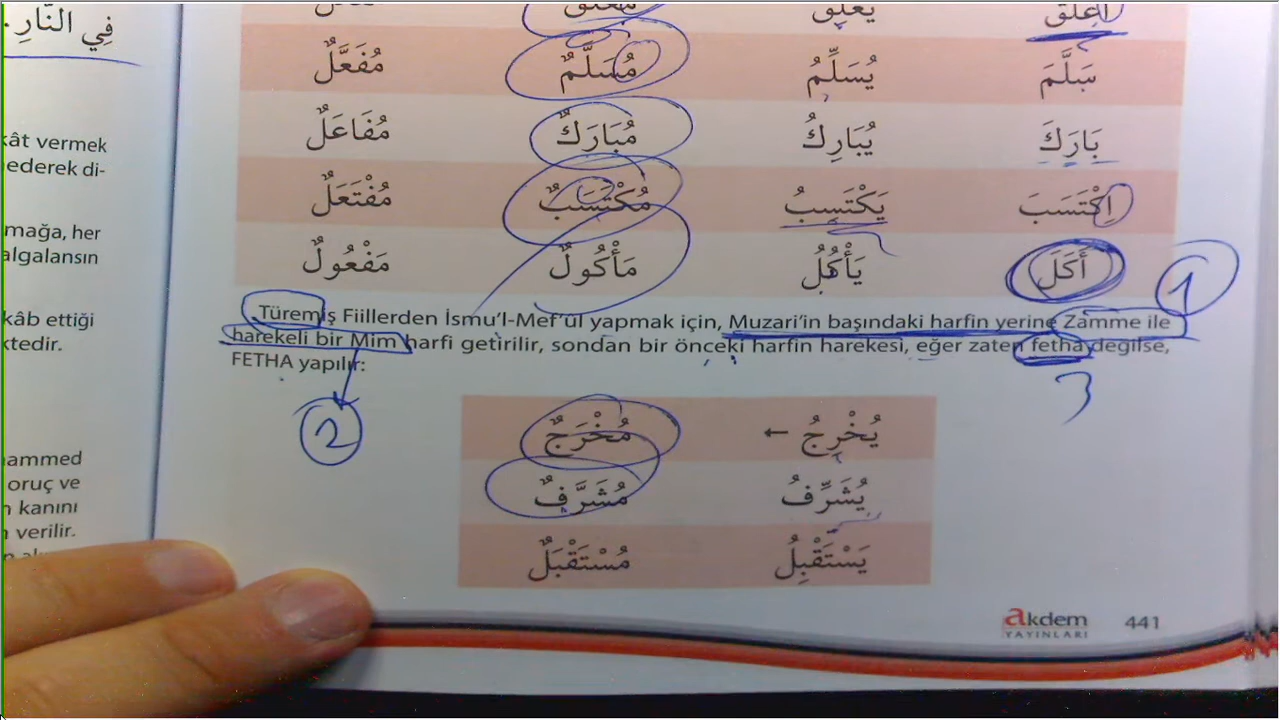 فِي النَّارِ.
kât vermek
ederek di-
mağa, her
algalansın
kâb ettiği
ktedir.
ammed
oruç ve
n kanını
verilir.
أَغْلَقَ يُغْلِقُ مُغْلَقٌ مُفْعَلٌ
سَلَّمَ يُسَلِّمُ مُسَلَّمٌ مُفَعَّلٌ
بَارَكَ يُبَارِكُ مُبَارَكٌ مُفَاعَلٌ
اِكْتَسَبَ يَكْتَسِبُ مُكْتَسَبٌ مُفْتَعَلٌ
أَكَلَ يَأْكُلُ مَأْكُولٌ مَفْعُولٌ
1
Türemiş Fiillerden İsmu'l-Mef'ûl yapmak için, Muzari'in başındaki harfin yerine Zamme ile
harekeli bir Mim harfi getirilir, sondan bir önceki harfin harekesi, eğer zaten fetha değilse,
FETHA yapılır:
3
2
يُخْرِجُ ← مُخْرَجٌ
يُشَرِّفُ مُشَرَّفٌ
يَسْتَقْبِلُ مُسْتَقْبَلٌ
akdem
YAYINLARI
441